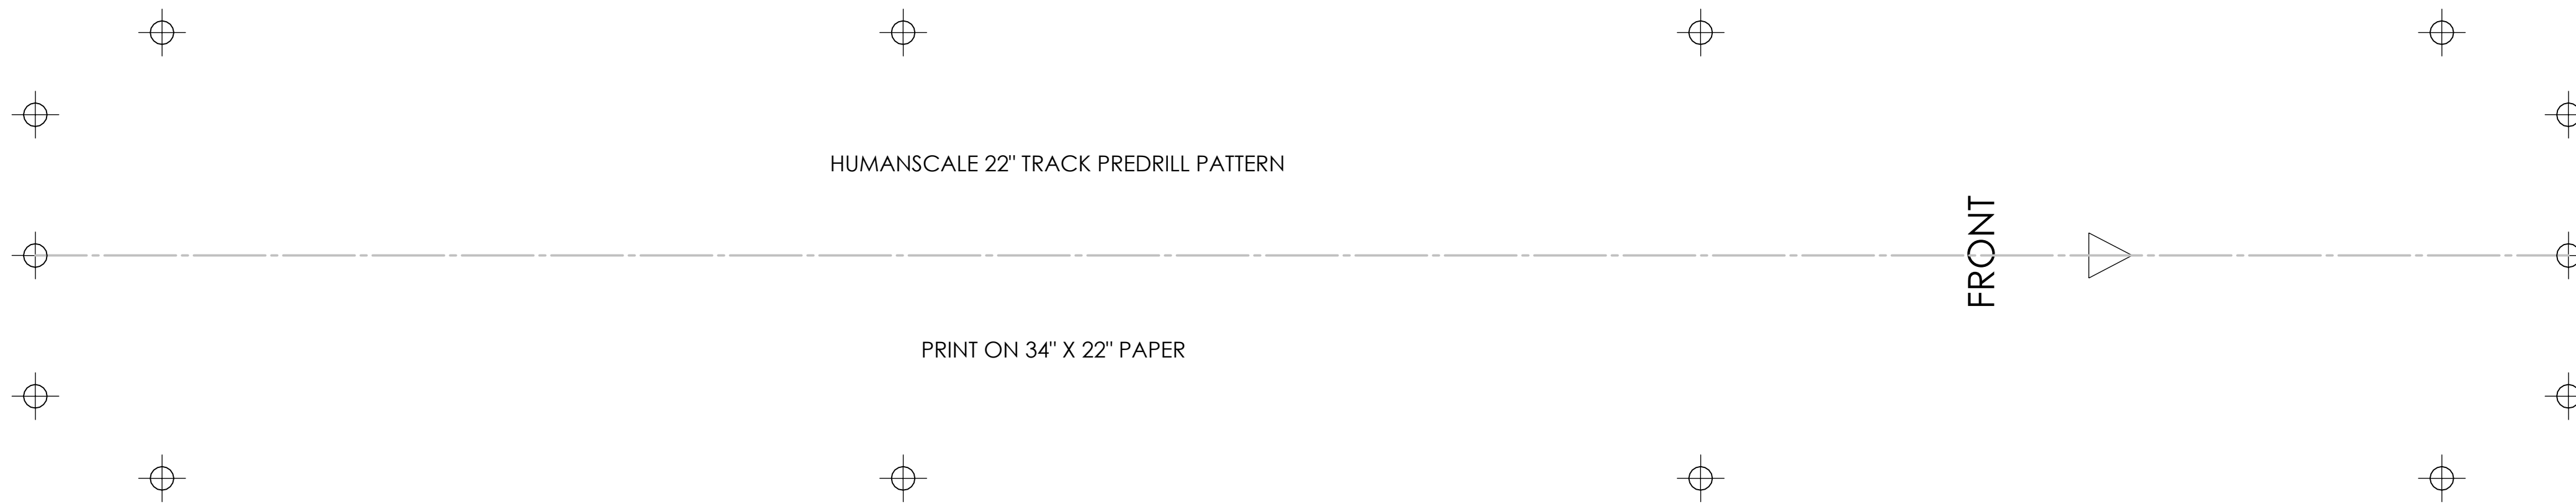 HUMANSCALE 22" TRACK PREDRILL PATTERN
FRONT
PRINT ON 34" X 22" PAPER